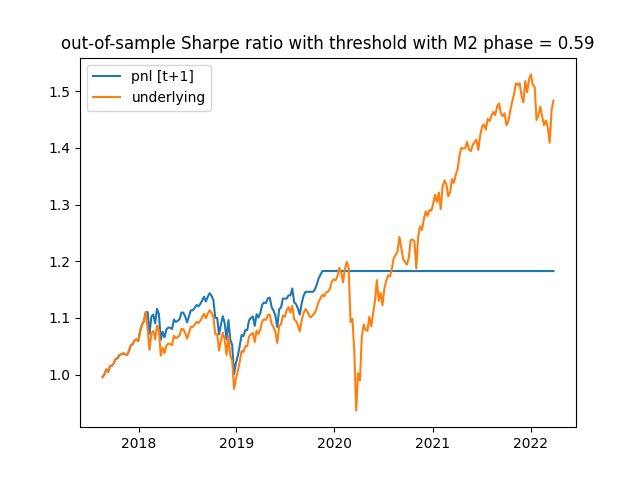 out-of-sample Sharpe ratio with threshold with M2 phase = 0.59
pnl [t+1]
underlying
1.5
1.4
1.3
1.2
1.1
1.0
2018 2019 2020 2021 2022